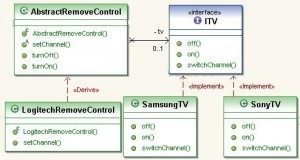 AbstractRemoveControl
AbstractRemoveControl()
setChannel()
turnOff()
turnOn()
- tv
0..1
«interface»
ITV
off()
on()
switchChannel()
«Derive»
«Implement»
«Implement»
LogitechRemoveControl
LogitechRemoveControl()
setChannel()
SamsungTV
off()
on()
switchChannel()
SonyTV
off()
on()
switchChannel()